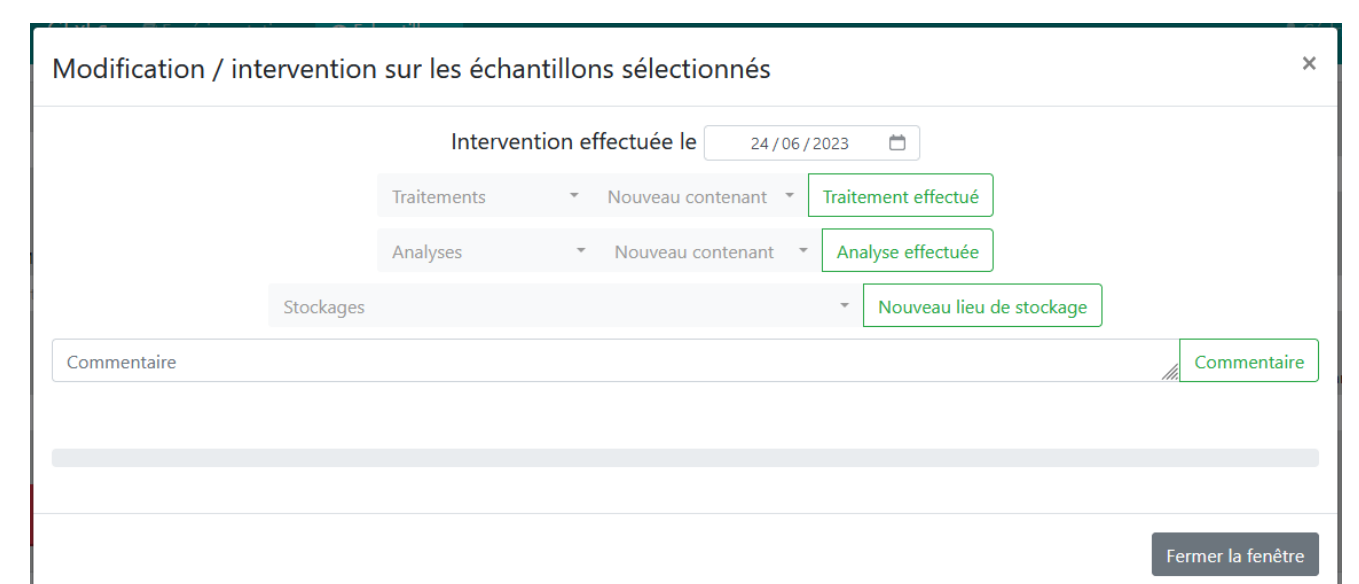 Modification / intervention sur les échantillons sélectionnés ×
Intervention effectuée le 24/06/2023
Traitements Nouveau contenant Traitement effectué
Analyses Nouveau contenant Analyse effectuée
Stockages Nouveau lieu de stockage
Commentaire Commentaire
Fermer la fenêtre